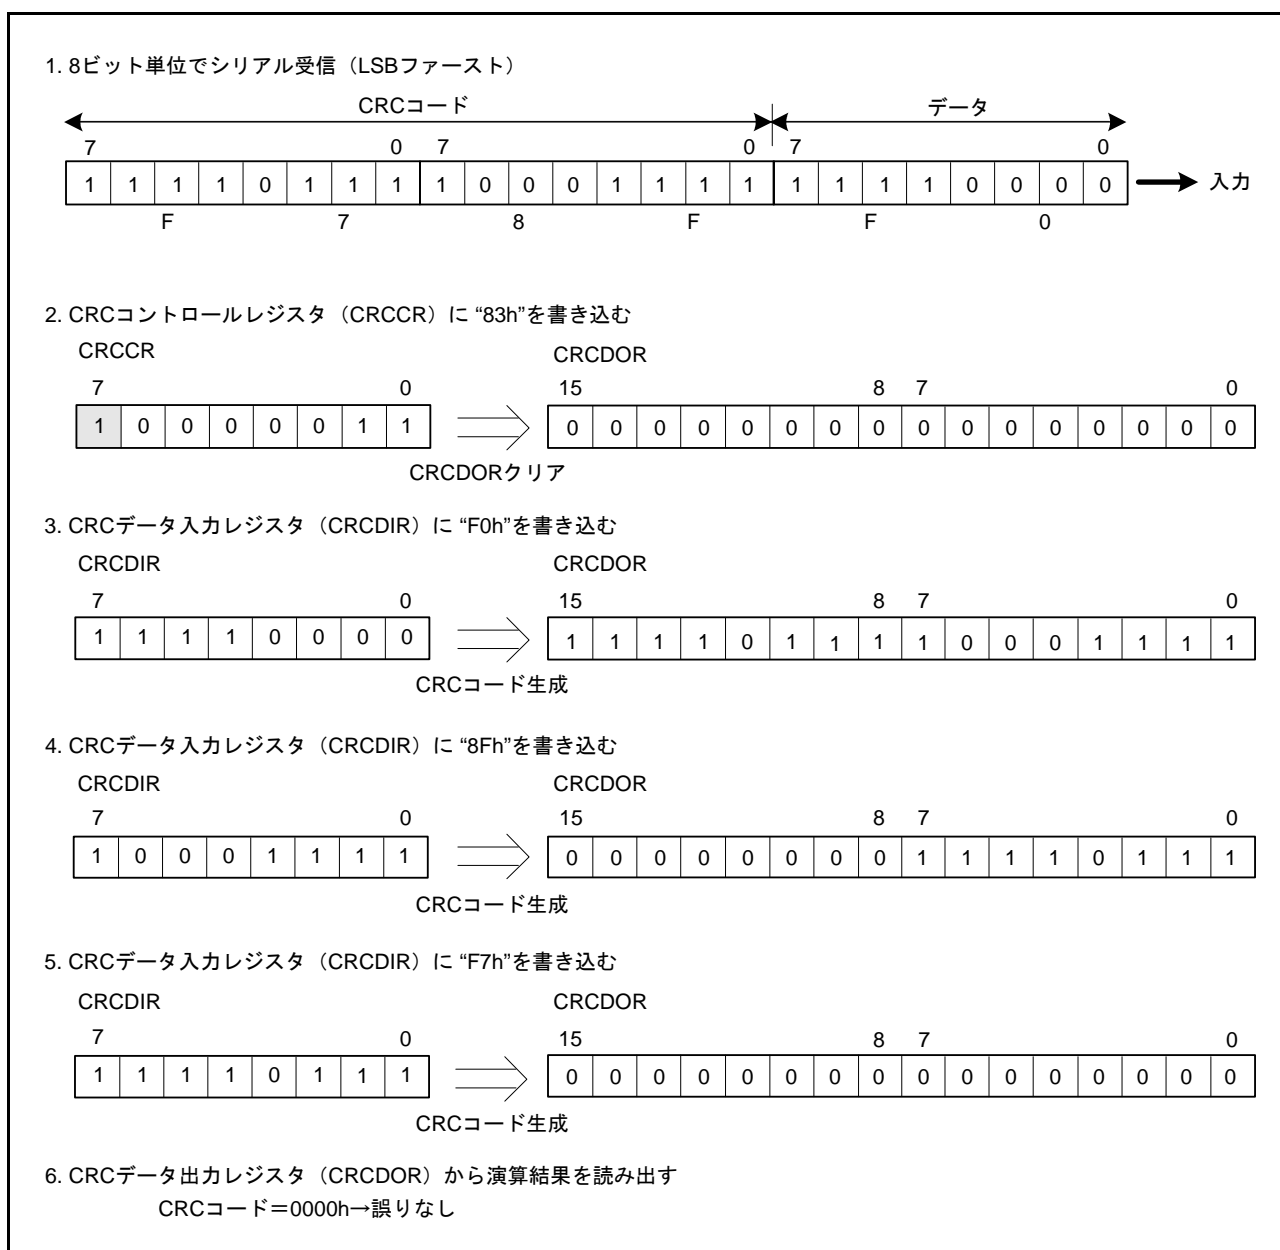 1. 8ビット単位でシリアル受信（LSBファースト）
CRCコード データ
7 0 7 0 7 0
1 1 1 1 0 1 1 1 1 0 0 0 1 1 1 1 1 1 1 1 0 0 0 0 入力
F 7 8 F F 0
2. CRCコントロールレジスタ（CRCCR）に “83h”を書き込む
CRCCR CRCDOR
7 0 15 8 7 0
1 0 0 0 0 0 1 1 0 0 0 0 0 0 0 0 0 0 0 0 0 0 0 0
CRCDORクリア
3. CRCデータ入力レジスタ（CRCDIR）に “F0h”を書き込む
CRCDIR CRCDOR
7 0 15 8 7 0
1 1 1 1 0 0 0 0 1 1 1 1 0 1 1 1 1 0 0 0 1 1 1 1
CRCコード生成
4. CRCデータ入力レジスタ（CRCDIR）に “8Fh”を書き込む
CRCDIR CRCDOR
7 0 15 8 7 0
1 0 0 0 1 1 1 1 0 0 0 0 0 0 0 0 1 1 1 1 0 1 1 1
CRCコード生成
5. CRCデータ入力レジスタ（CRCDIR）に “F7h”を書き込む
CRCDIR CRCDOR
7 0 15 8 7 0
1 1 1 1 0 1 1 1 0 0 0 0 0 0 0 0 0 0 0 0 0 0 0 0
CRCコード生成
6. CRCデータ出力レジスタ（CRCDOR）から演算結果を読み出す
CRCコード＝0000h→誤りなし